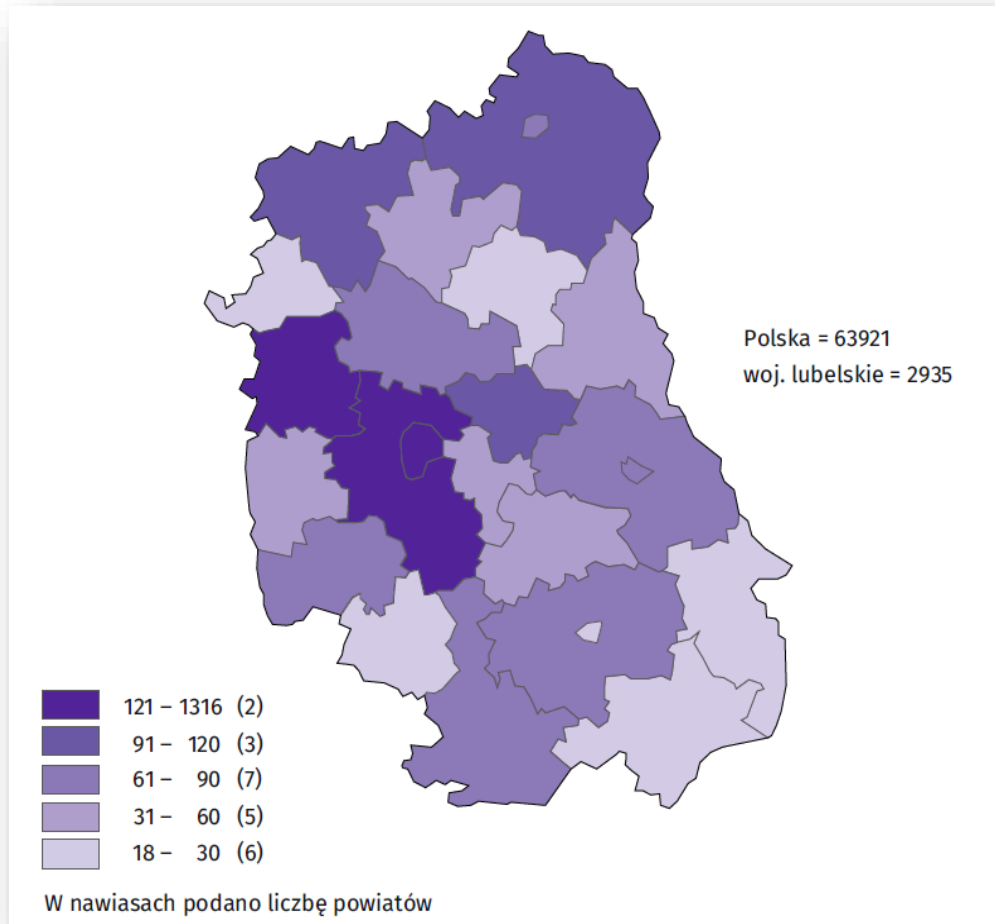 Polska = 63921
woj. lubelskie = 2935
121 – 1316 (2)
91 – 120 (3)
61 – 90 (7)
31 – 60 (5)
18 – 30 (6)
W nawiasach podano liczbę powiatów